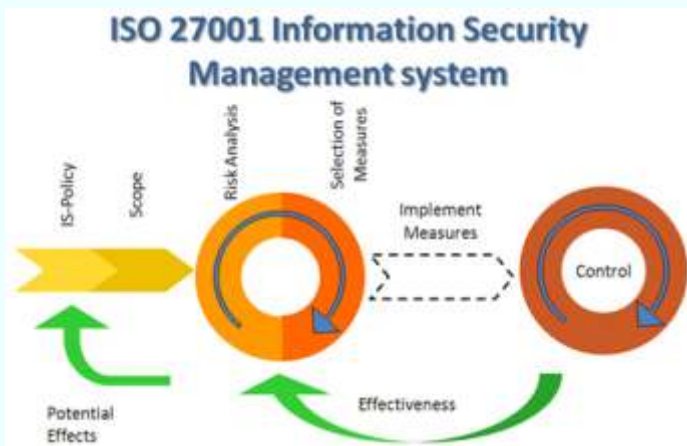 ISO 27001 Information Security
Management system
IS-Policy
Scope
Risk Analysis
Selection of
Measures
Implement
Measures
Control
Potential
Effects
Effectiveness